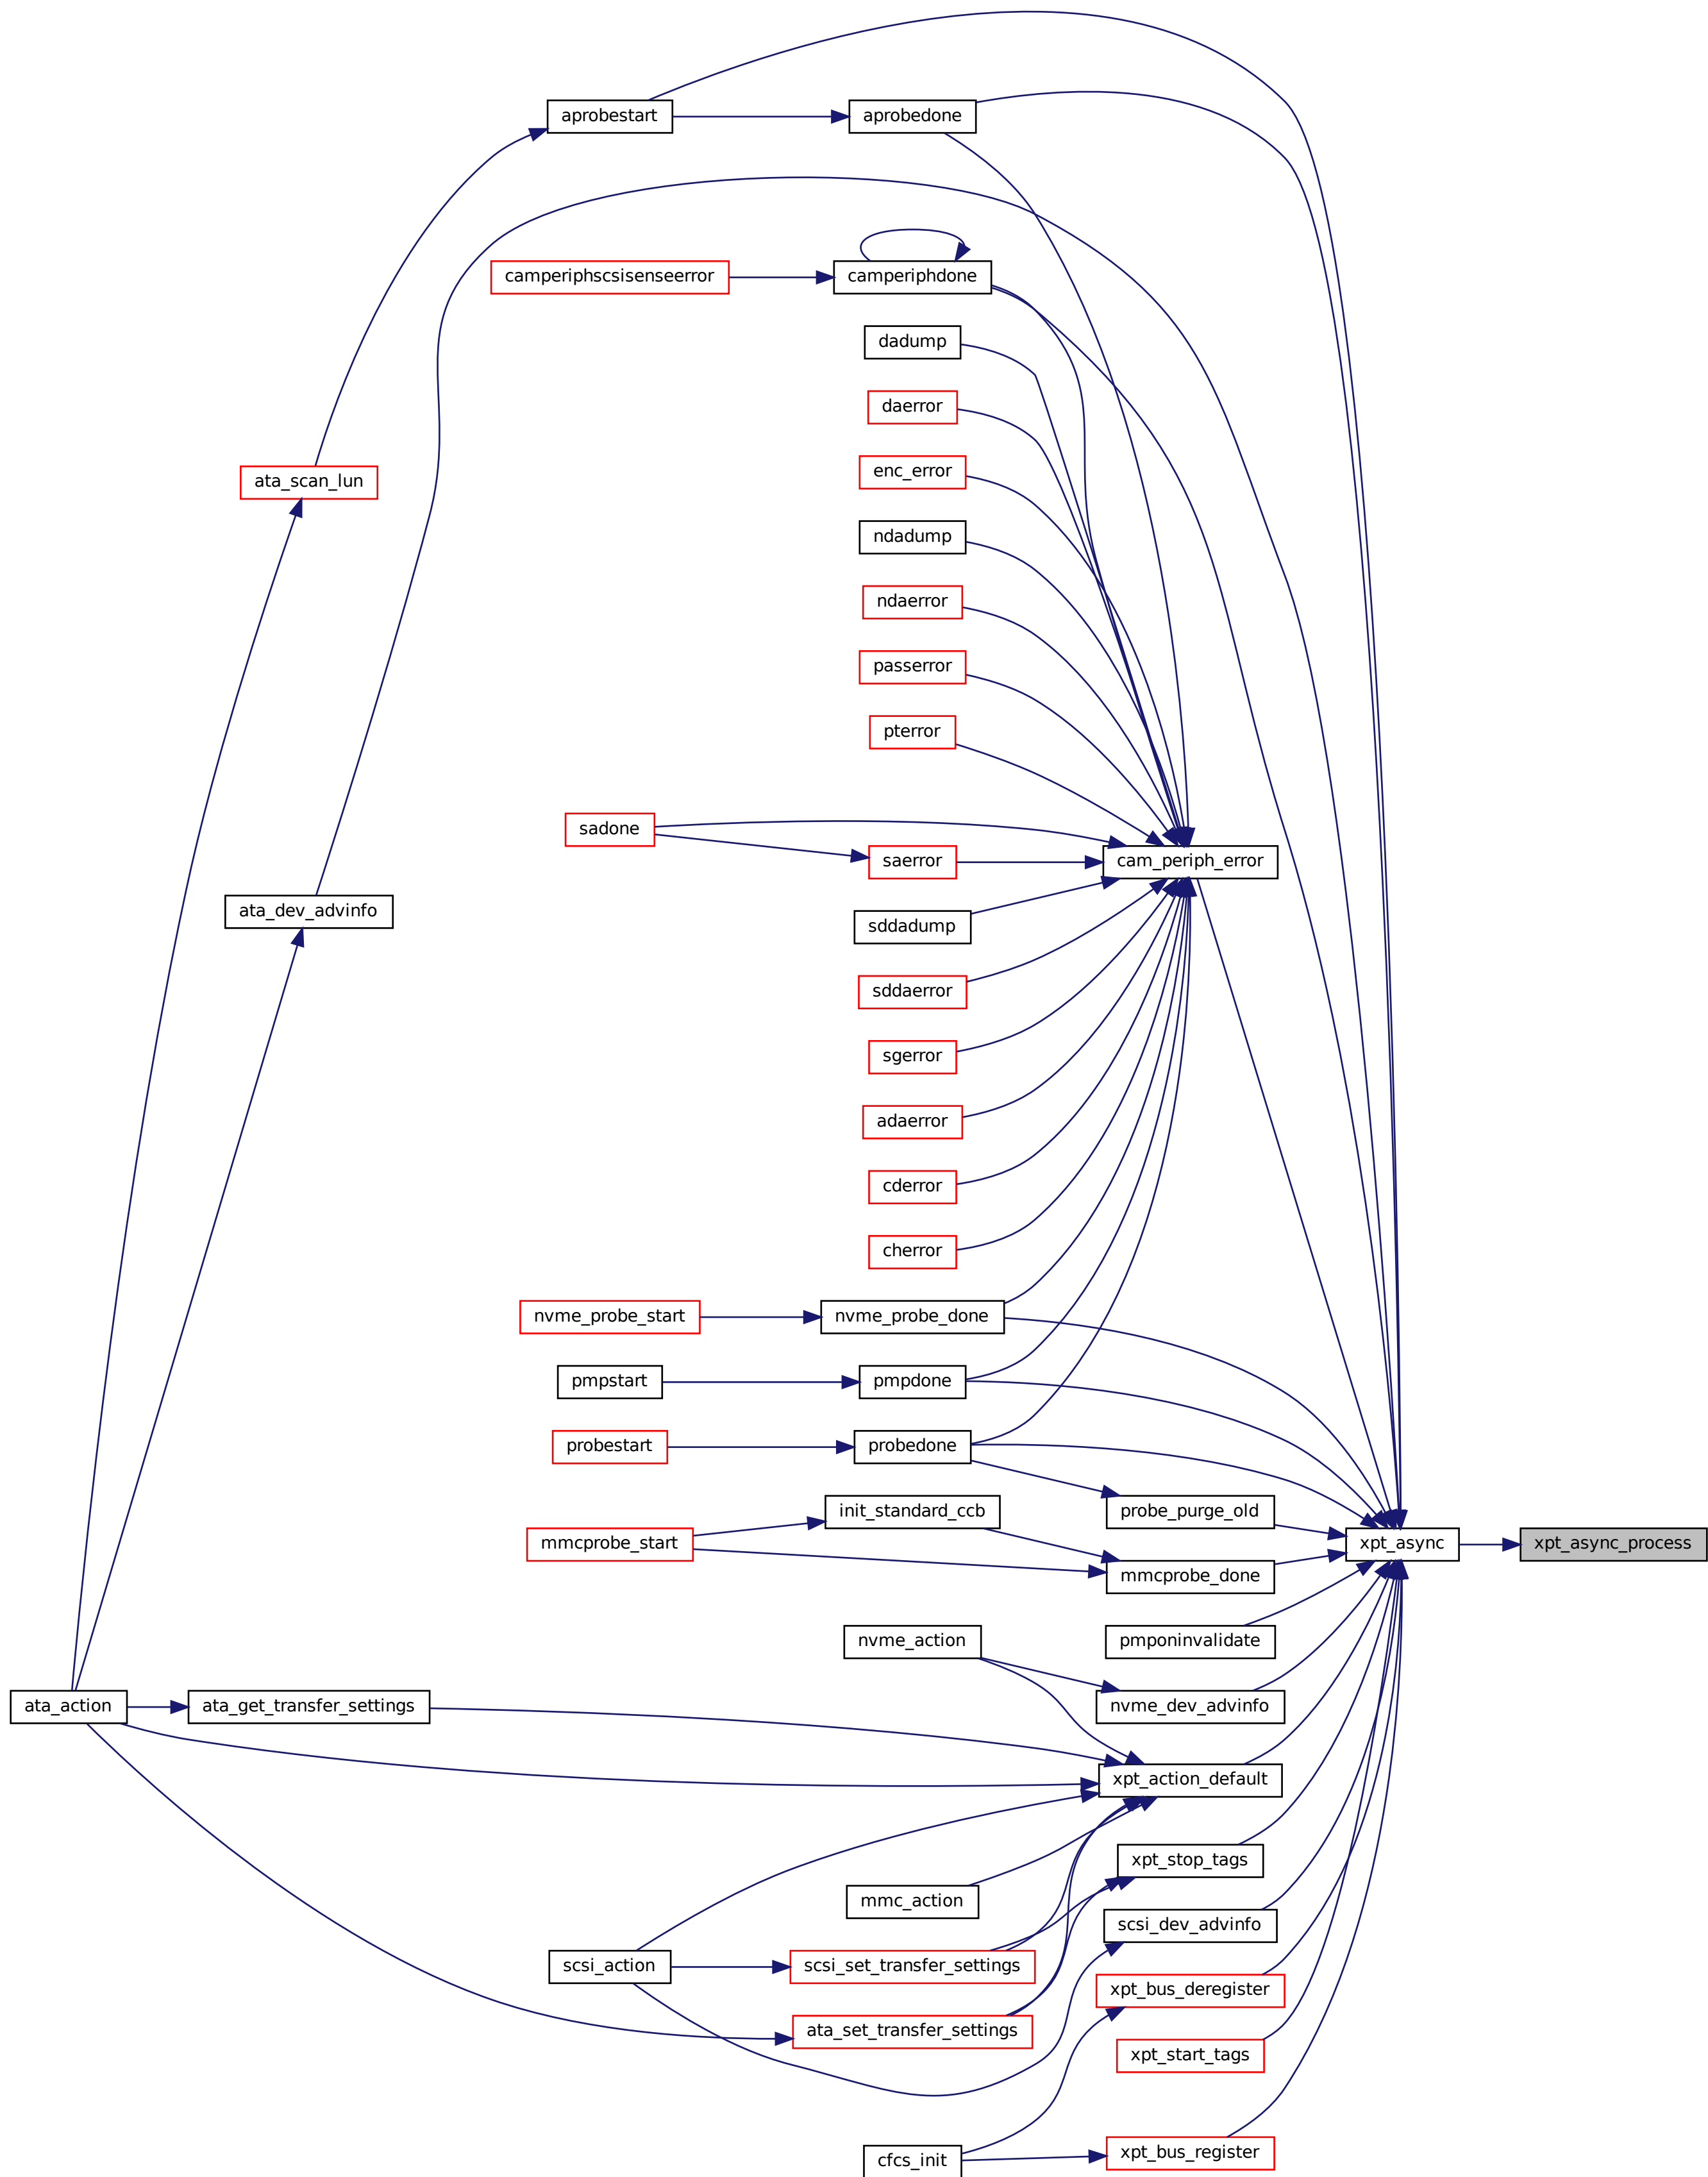 aprobestart
aprobedone
camperiphscsisenseerror
camperiphdone
dadump
daerror
enc_error
ata_scan_lun
ndadump
ndaerror
passerror
pterror
sadone
saerror
cam_periph_error
ata_dev_advinfo
sddadump
sddaerror
sgerror
adaerror
cderror
cherror
nvme_probe_start
nvme_probe_done
pmpstart
pmpdone
probestart
probedone
init_standard_ccb
probe_purge_old
mmcprobe_start
xpt_async
xpt_async_process
mmcprobe_done
nvme_action
pmponinvalidate
ata_action
ata_get_transfer_settings
nvme_dev_advinfo
xpt_action_default
xpt_stop_tags
mmc_action
scsi_dev_advinfo
scsi_action
scsi_set_transfer_settings
xpt_bus_deregister
ata_set_transfer_settings
xpt_start_tags
cfcs_init
xpt_bus_register